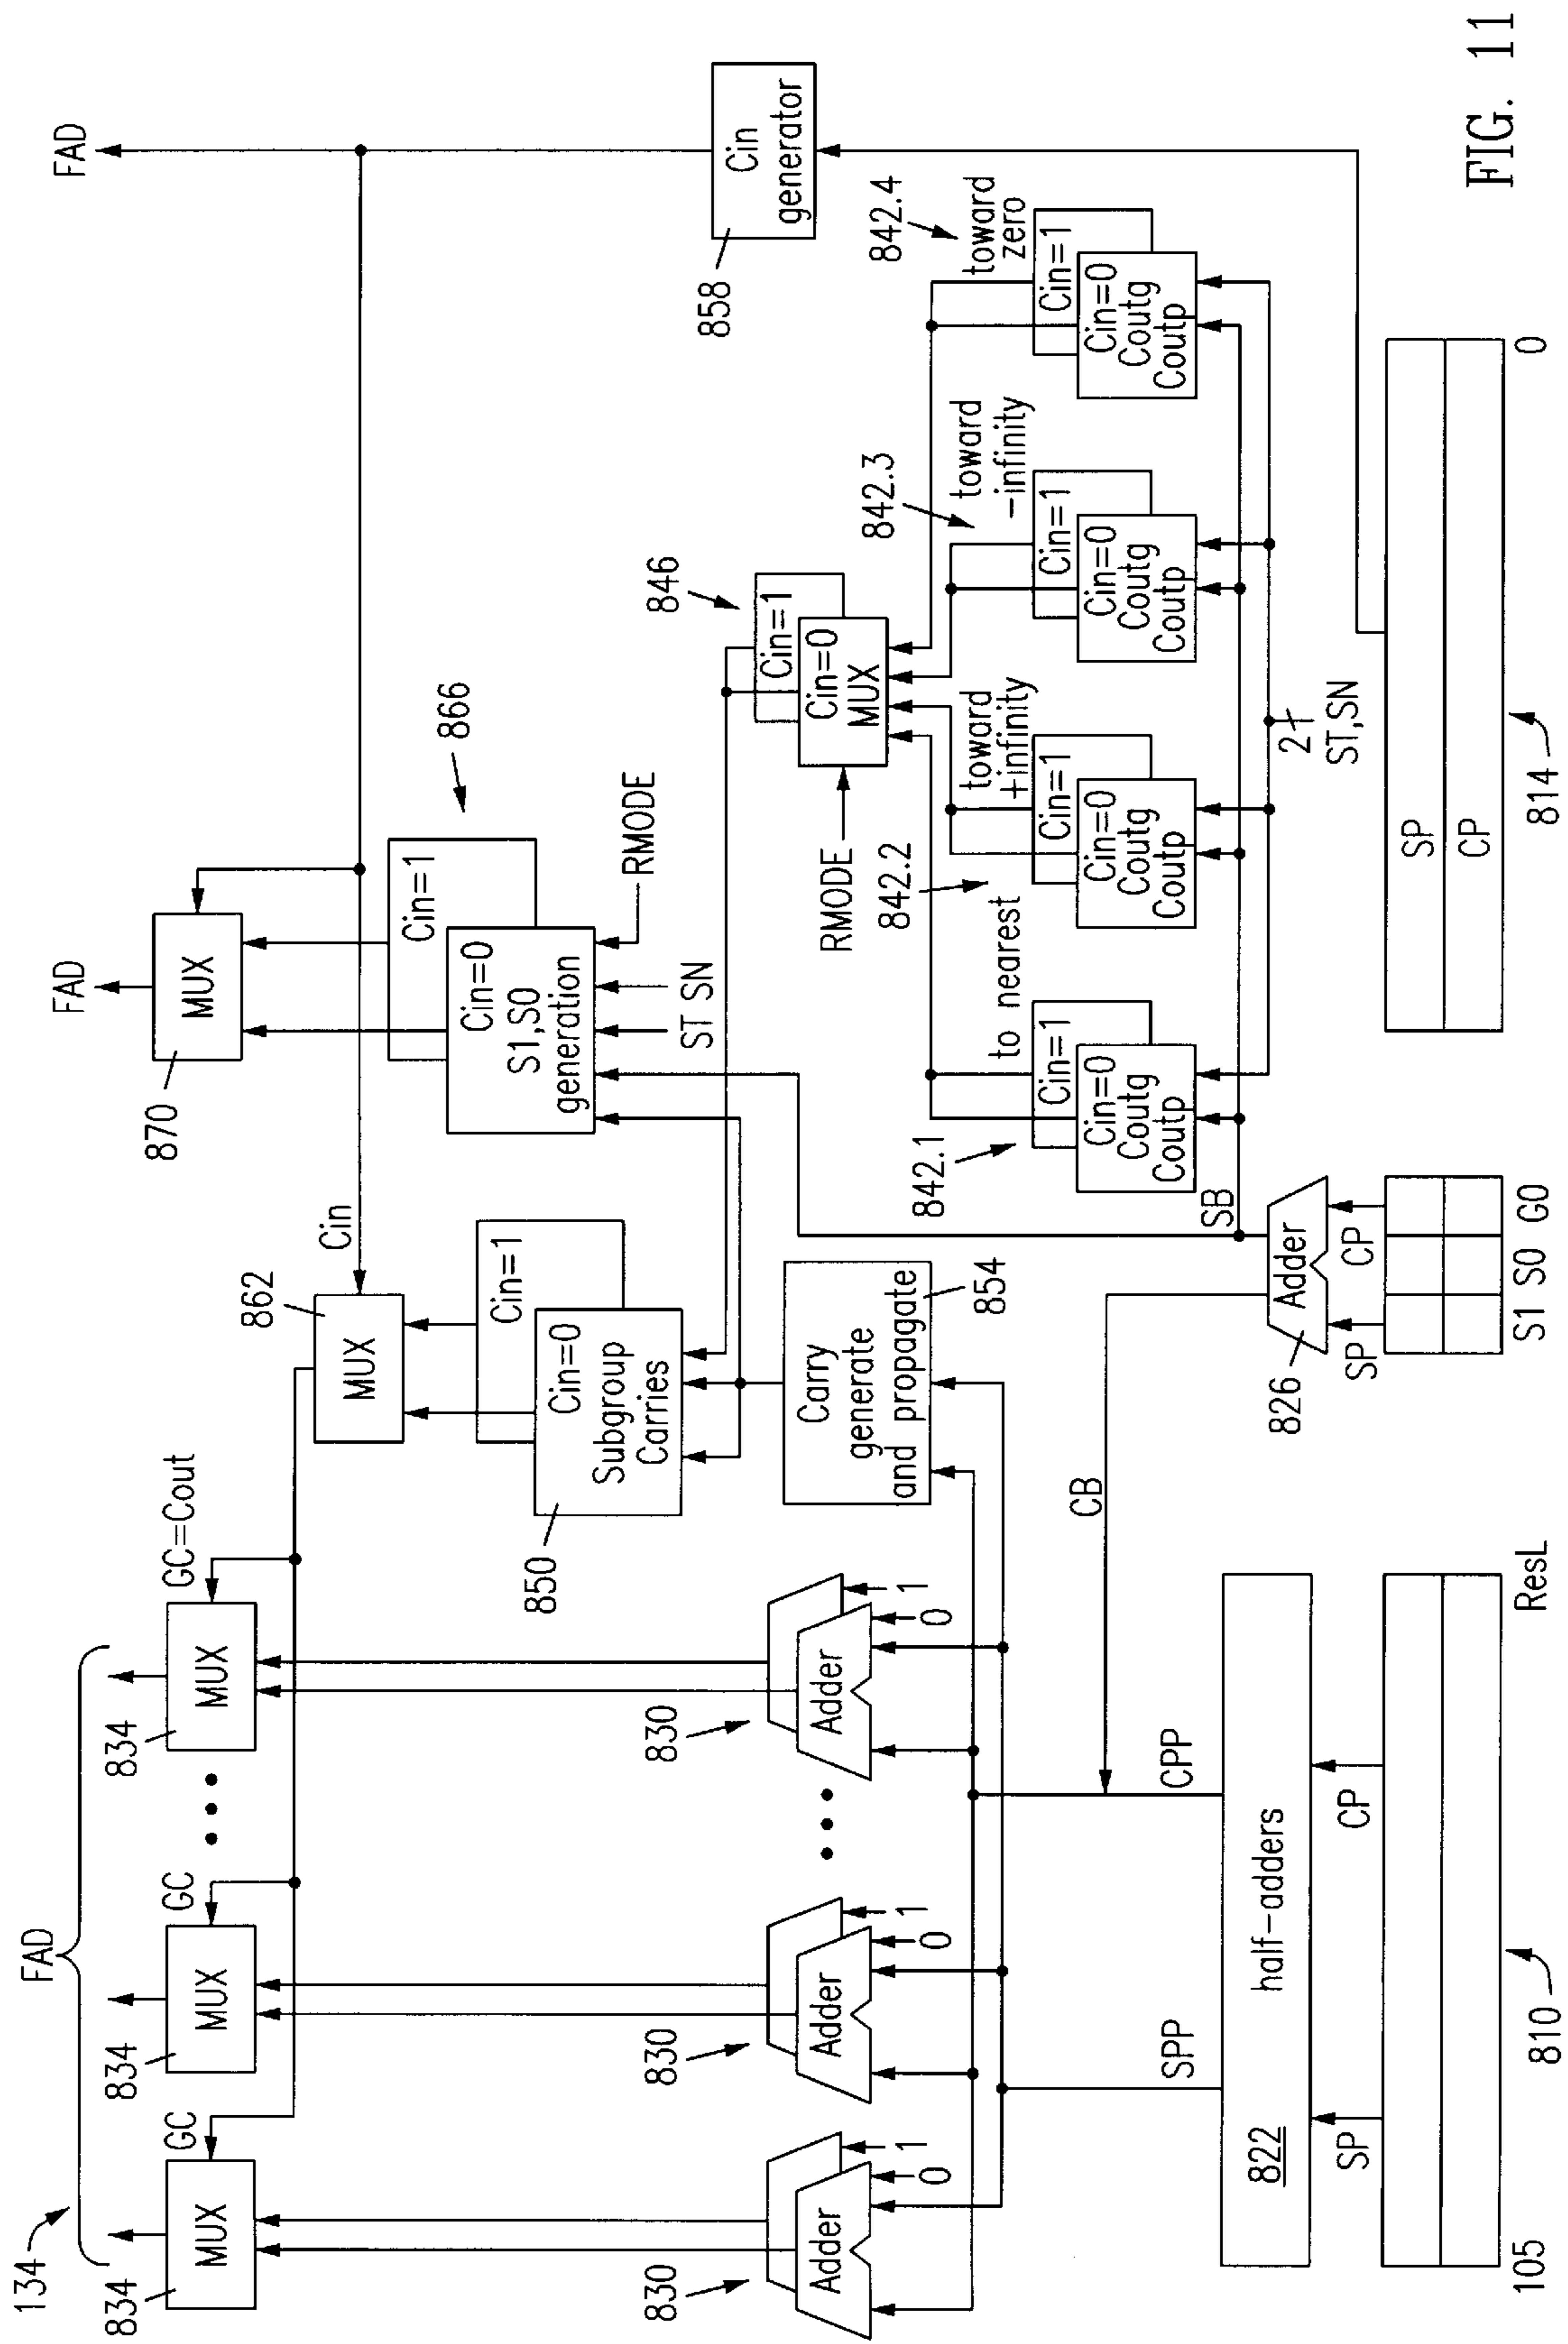 134
FAD
834
MUX
GC
834
MUX
GC
834
MUX
GC=Cout
870
MUX
FAD
FAD
862
MUX
Cin
Cin=1
Cin=0
Subgroup
Carries
850
866
Cin=1
Cin=0
S1,S0
generation
ST SN
RMODE
830
Adder
0
1
830
Adder
0
1
830
Adder
0
1
Carry
generate
and propagate
854
846
Cin=1
Cin=0
MUX
RMODE
858
Cin
generator
842.1
to nearest
Cin=1
Cin=0
Coutg
Coutp
842.2
toward
+infinity
Cin=1
Cin=0
Coutg
Coutp
842.3
toward
-infinity
Cin=1
Cin=0
Coutg
Coutp
842.4
toward
zero
Cin=1
Cin=0
Coutg
Coutp
SPP
CPP
CB
SB
2
ST,SN
822
half-adders
826
Adder
SP
CP
SP
CP
SP
CP
105
ResL
S1
S0
G0
0
810
814
FIG. 11